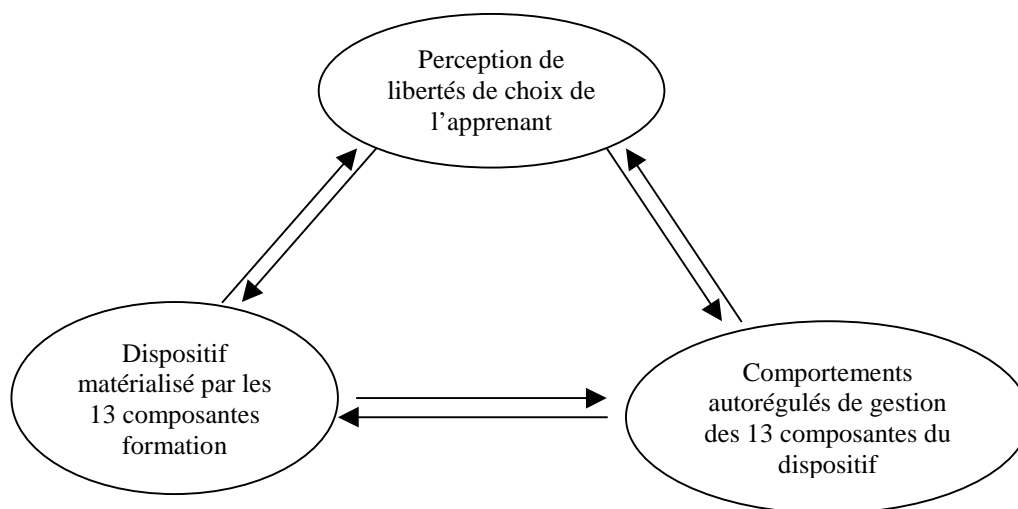 Perception de
libertés de choix de
l’apprenant
Dispositif
matérialisé par les
13 composantes
formation
Comportements
autorégulés de gestion
des 13 composantes du
dispositif